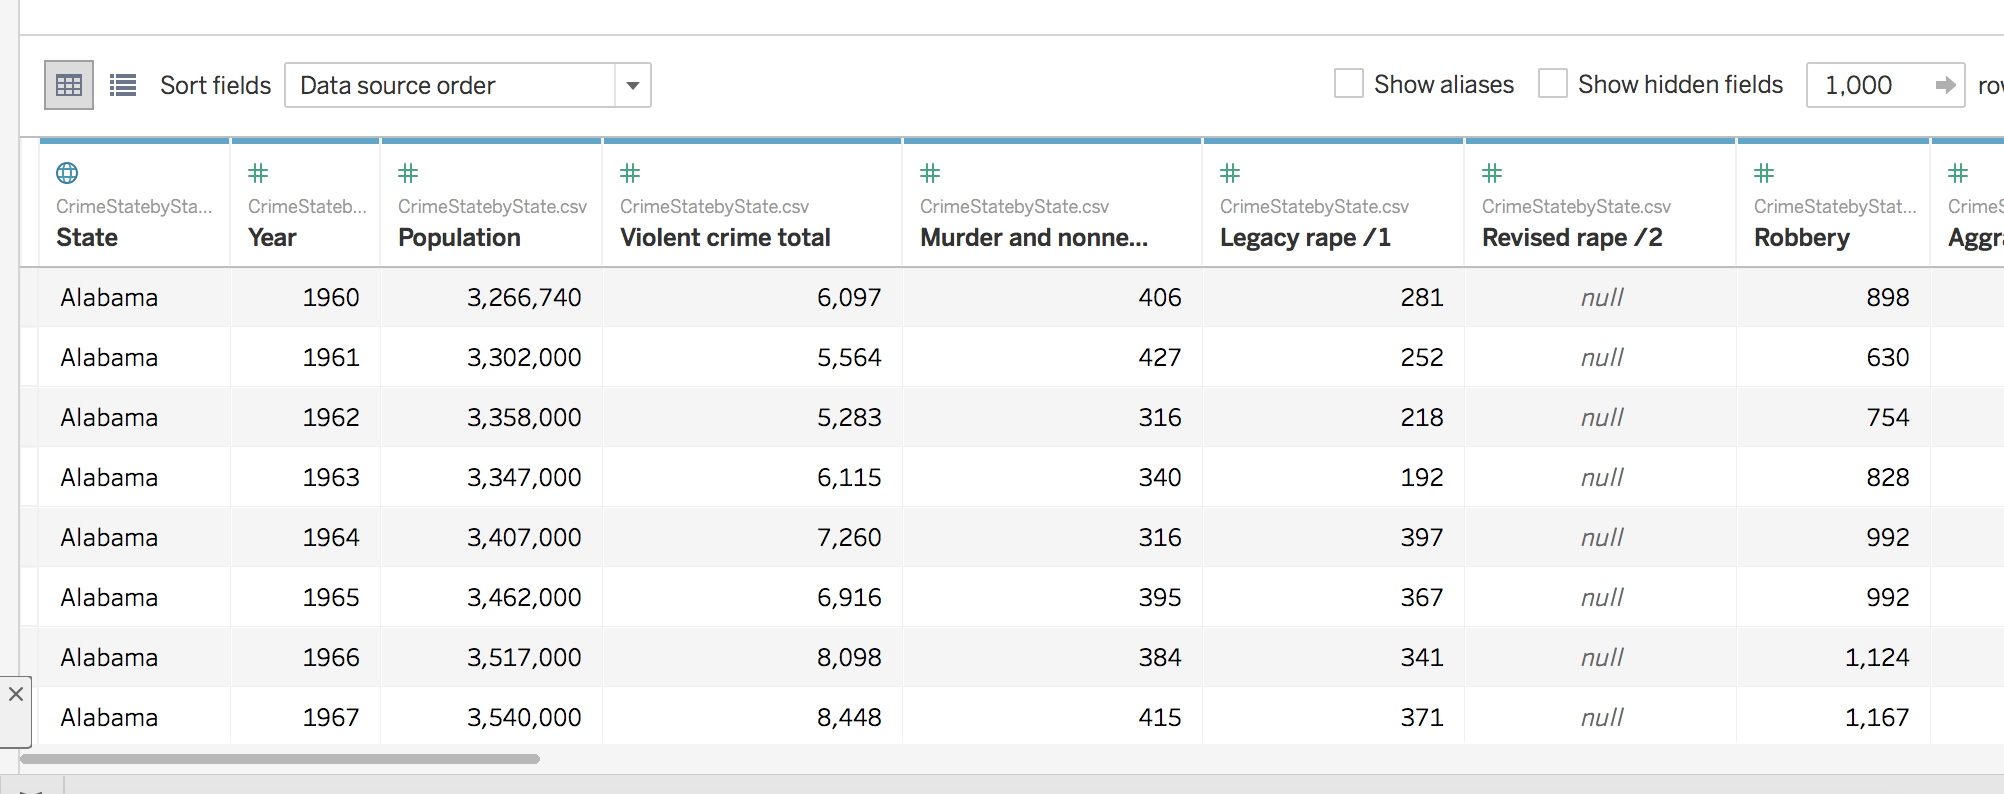 Sort fields Data source order Show aliases Show hidden fields 1,000
CrimeStatebySta... CrimeStateb... CrimeStatebyState.csv CrimeStatebyState.csv CrimeStatebyState.csv CrimeStatebyState.csv CrimeStatebyState.csv CrimeStatebyStat...
State Year Population Violent crime total Murder and nonne... Legacy rape /1 Revised rape /2 Robbery
Alabama 1960 3,266,740 6,097 406 281 null 898
Alabama 1961 3,302,000 5,564 427 252 null 630
Alabama 1962 3,358,000 5,283 316 218 null 754
Alabama 1963 3,347,000 6,115 340 192 null 828
Alabama 1964 3,407,000 7,260 316 397 null 992
Alabama 1965 3,462,000 6,916 395 367 null 992
Alabama 1966 3,517,000 8,098 384 341 null 1,124
Alabama 1967 3,540,000 8,448 415 371 null 1,167